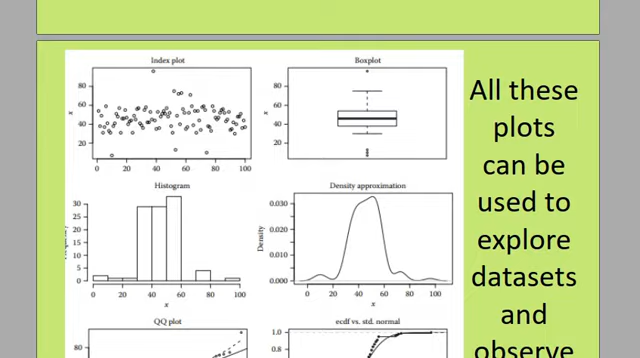 Index plot
Boxplot
x
80
60
40
20
0 20 40 60 80 100
x
80
60
40
20
Histogram
Density approximation
30
25
20
15
10
5
0
0 20 40 60 80 100
x
Density
0.030
0.020
0.010
0.000
0 20 40 60 80 100
x
QQ plot
ecdf vs. std. normal
80
1.0
0.8
All these
plots
can be
used to
explore
datasets
and
observe